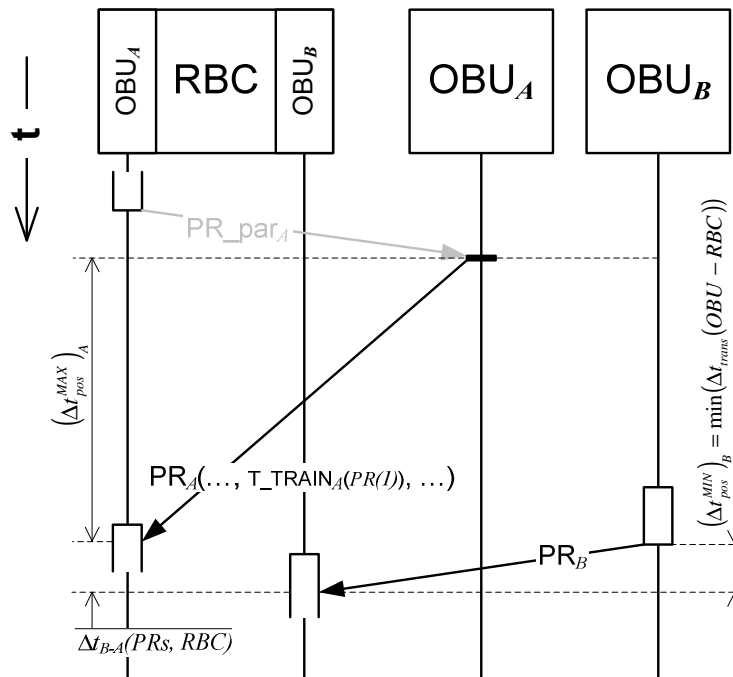 OBU_A
RBC
OBU_B
OBU_A
OBU_B
t
PR_par_A
(Δt_pos^MAX)_A
(Δt_pos^MIN)_B = min(Δt_trans(OBU – RBC))
PR_A(…, T_TRAIN_A(PR(1)), …)
PR_B
Δt_B-A(PRs, RBC)